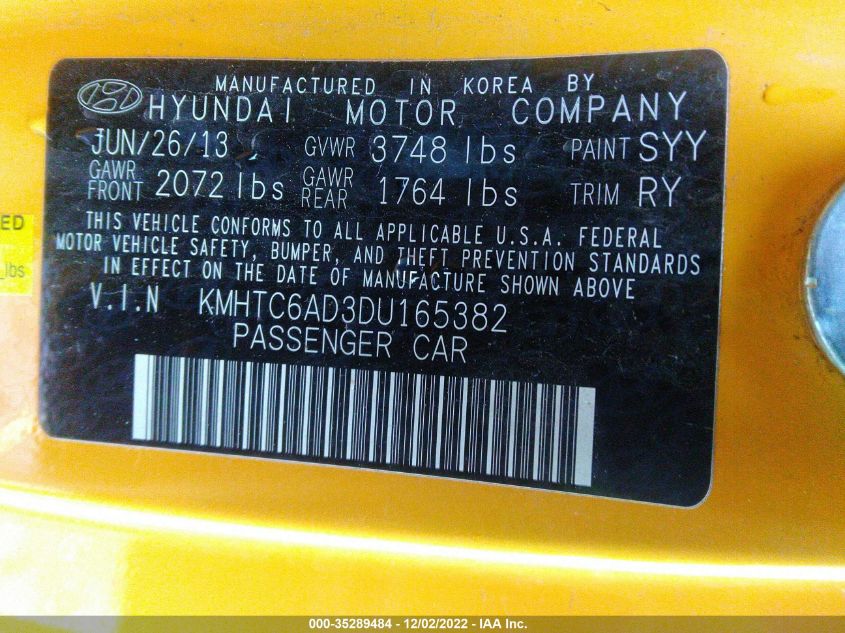 MANUFACTURED IN KOREA BY
HYUNDAI MOTOR COMPANY
JUN/26/13 GVWR 3748 lbs PAINT SYY
GAWR FRONT 2072 lbs GAWR REAR 1764 lbs TRIM RY
THIS VEHICLE CONFORMS TO ALL APPLICABLE U.S.A. FEDERAL
MOTOR VEHICLE SAFETY, BUMPER, AND THEFT PREVENTION STANDARDS
IN EFFECT ON THE DATE OF MANUFACTURE SHOWN ABOVE
V.I.N KMHTC6AD3DU165382
PASSENGER CAR
ED
lbs
000-35289484 - 12/02/2022 - IAA Inc.